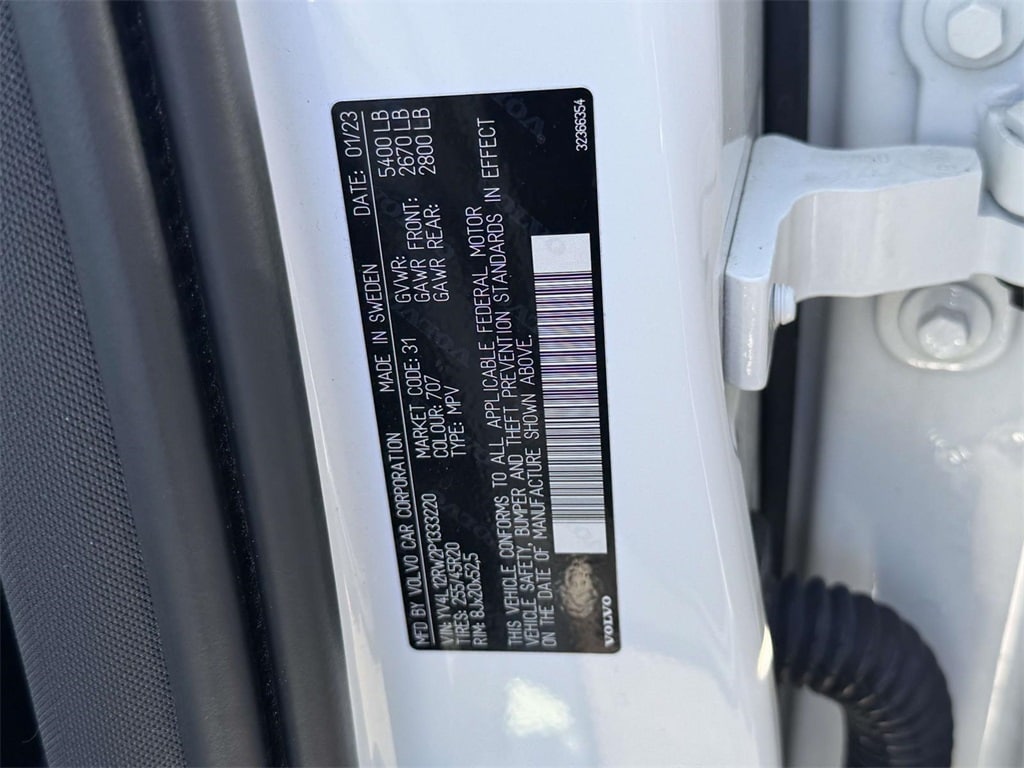 MFD BY VOLVO CAR CORPORATION MADE IN SWEDEN DATE: 01/23
VIN: YV4L12RW2P1333220 MARKET CODE: 31 GVWR: 5400 LB
TIRES: 255/45R20 COLOUR: 707 GAWR FRONT: 2670 LB
RIM: 8Jx20x52,5 TYPE: MPV GAWR REAR: 2800 LB
THIS VEHICLE CONFORMS TO ALL APPLICABLE FEDERAL MOTOR
VEHICLE SAFETY, BUMPER AND THEFT PREVENTION STANDARDS IN EFFECT
ON THE DATE OF MANUFACTURE SHOWN ABOVE.
VOLVO
32366354